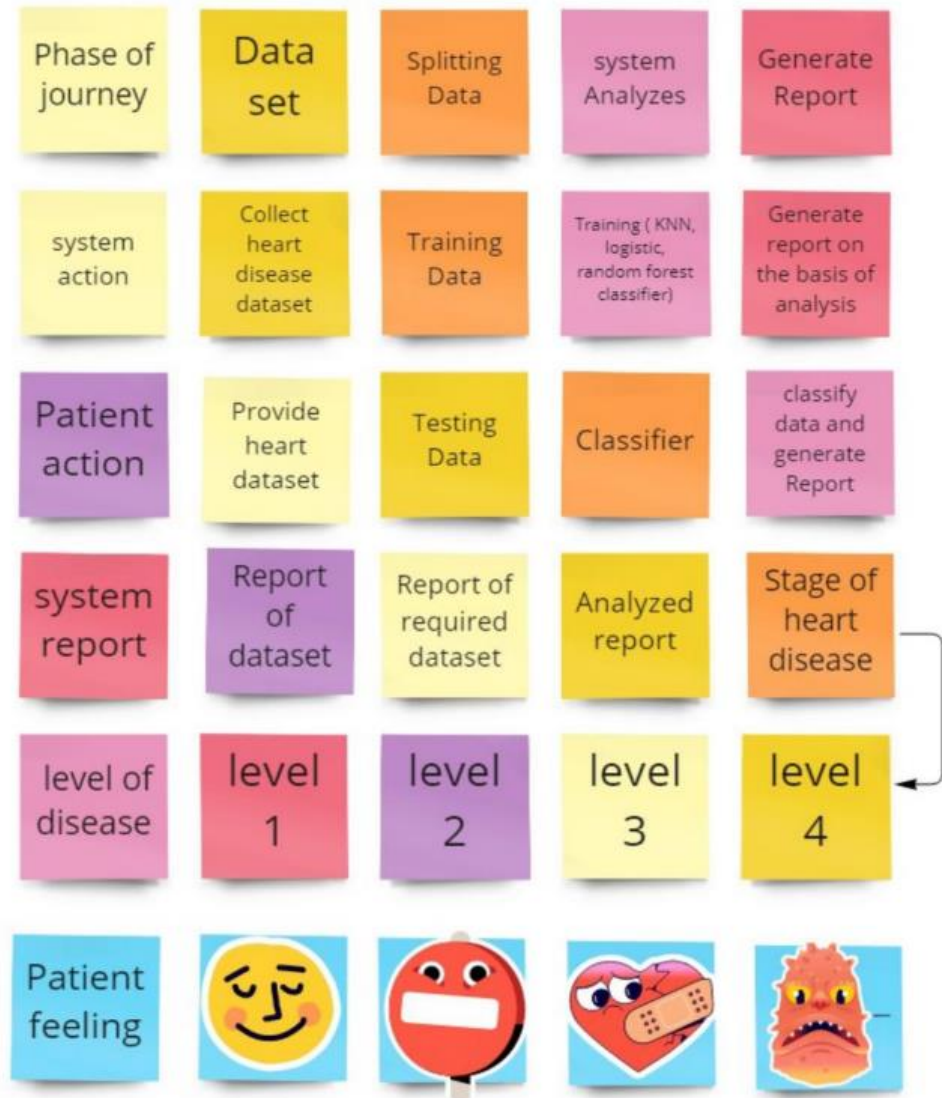 Phase of
journey
Data
set
Splitting
Data
system
Analyzes
Generate
Report
system
action
Collect
heart
disease
dataset
Training
Data
Training ( KNN,
logistic,
random forest
classifier)
Generate
report on
the basis of
analysis
Patient
action
Provide
heart
dataset
Testing
Data
Classifier
classify
data and
generate
Report
system
report
Report
of
dataset
Report of
required
dataset
Analyzed
report
Stage of
heart
disease
level of
disease
level
1
level
2
level
3
level
4
Patient
feeling